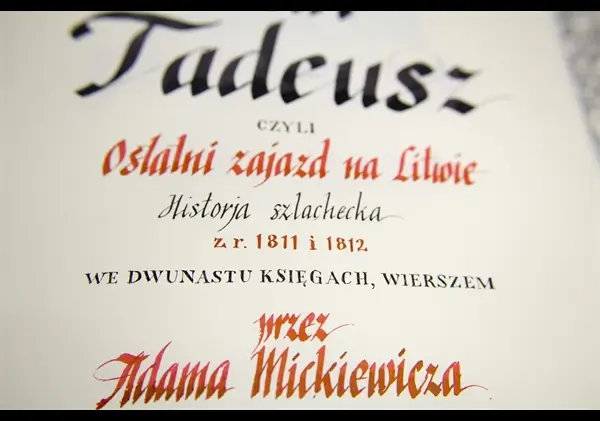 Tadeusz
CZYLI
Ostatni zajazd na Litwie
Historja szlachecka
z r. 1811 i 1812
WE DWUNASTU KSIĘGACH, WIERSZEM
przez
Adama Mickiewicza